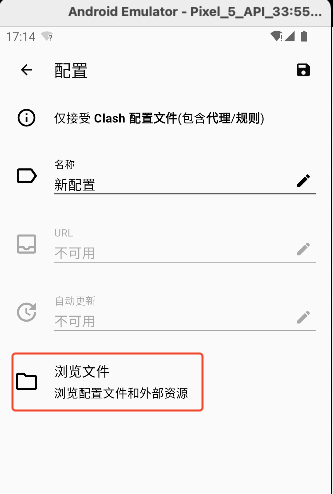 Android Emulator - Pixel_5_API_33:55...
17:14
配置
仅接受 Clash 配置文件(包含代理/规则)
名称
新配置
URL
不可用
自动更新
不可用
浏览文件
浏览配置文件和外部资源